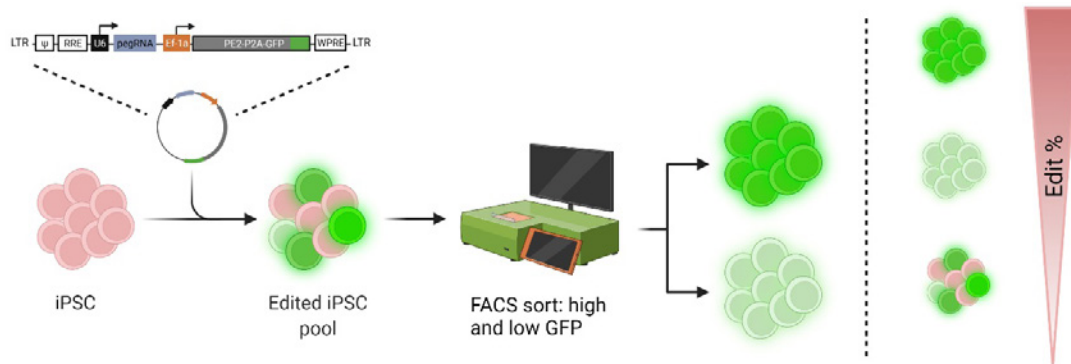 LTR ψ RRE U6 pegRNA Ef-1a PE2-P2A-GFP WPRE LTR
iPSC
Edited iPSC
pool
FACS sort: high
and low GFP
Edit %